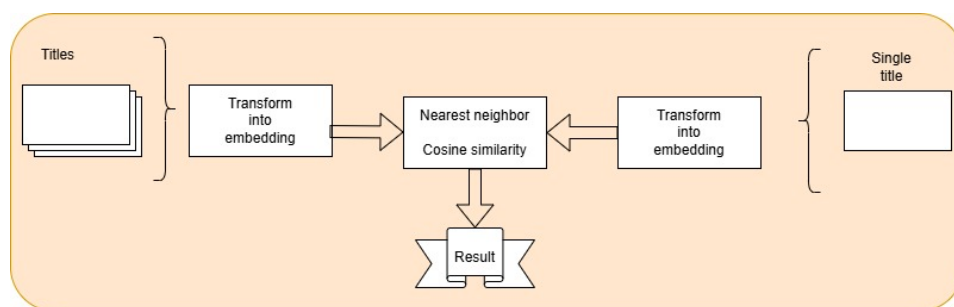 Titles
Transform
into
embedding
Nearest neighbor
Cosine similarity
Transform
into
embedding
Single
title
Result